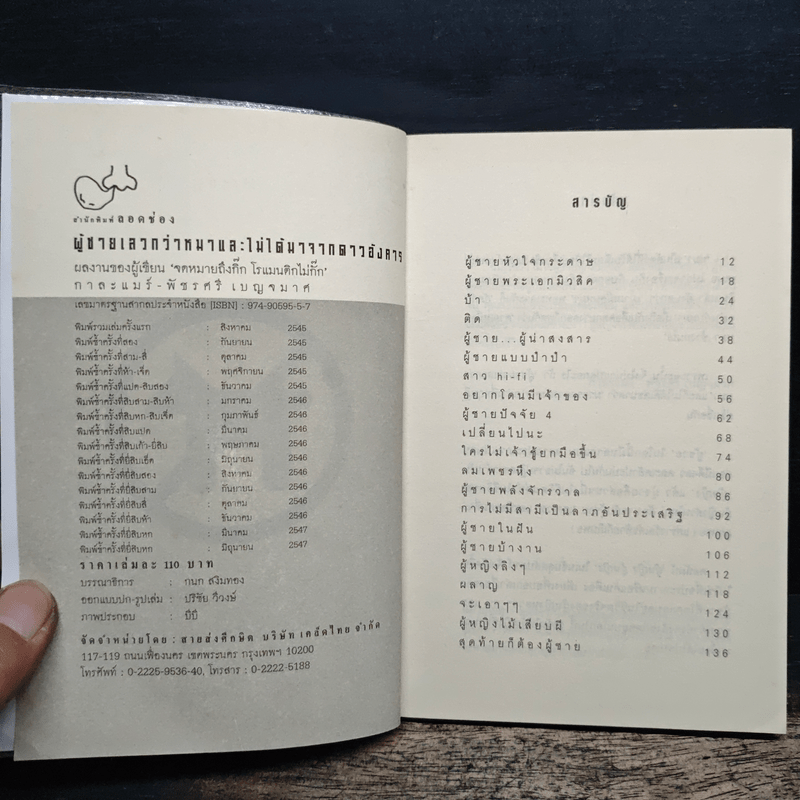 สำนักพิมพ์ ลอดช่อง
ผู้ชายเลวกว่าหมาและไม่ได้มาจากดาวอังคาร
ผลงานของผู้เขียน 'จดหมายถึงกิ๊ก โรแมนติกไม่กั๊ก'
กาละแมร์-พัชรศรี เบญจมาศ
เลขมาตรฐานสากลประจำหนังสือ [ISBN] : 974-90595-5-7
พิมพ์รวมเล่มครั้งแรก : สิงหาคม 2545
พิมพ์ซ้ำครั้งที่สอง : กันยายน 2545
พิมพ์ซ้ำครั้งที่สาม-สี่ : ตุลาคม 2545
พิมพ์ซ้ำครั้งที่ห้า-เจ็ด : พฤศจิกายน 2545
พิมพ์ซ้ำครั้งที่แปด-สิบสอง : ธันวาคม 2545
พิมพ์ซ้ำครั้งที่สิบสาม-สิบห้า : มกราคม 2546
พิมพ์ซ้ำครั้งที่สิบหก-สิบเจ็ด : กุมภาพันธ์ 2546
พิมพ์ซ้ำครั้งที่สิบแปด : มีนาคม 2546
พิมพ์ซ้ำครั้งที่สิบเก้า-ยี่สิบ : พฤษภาคม 2546
พิมพ์ซ้ำครั้งที่ยี่สิบเอ็ด : มิถุนายน 2546
พิมพ์ซ้ำครั้งที่ยี่สิบสอง : สิงหาคม 2546
พิมพ์ซ้ำครั้งที่ยี่สิบสาม : กันยายน 2546
พิมพ์ซ้ำครั้งที่ยี่สิบสี่ : ตุลาคม 2546
พิมพ์ซ้ำครั้งที่ยี่สิบห้า : ธันวาคม 2546
พิมพ์ซ้ำครั้งที่ยี่สิบหก : มีนาคม 2547
พิมพ์ซ้ำครั้งที่ยี่สิบหก : มิถุนายน 2547
ราคาเล่มละ 110 บาท
บรรณาธิการ : กนก สงิมทอง
ออกแบบปก-รูปเล่ม : ปริชัย วีวงษ์
ภาพประกอบ : ปีปี
จัดจำหน่ายโดย : สายส่งศึกษิต บริษัท เคล็ดไทย จำกัด
117-119 ถนนเฟื่องนคร เขตพระนคร กรุงเทพฯ 10200
โทรศัพท์ : 0-2225-9536-40, โทรสาร : 0-2222-5188
สารบัญ
ผู้ชายหัวใจกระดาษ 12
ผู้ชายพระเอกมิวสิค 18
บ้า 24
ติด 32
ผู้ชาย...ผู้น่าสงสาร 38
ผู้ชายแบบป๋าป๋า 44
สาว hi-fi 50
อยากโดนมีเจ้าของ 56
ผู้ชายปัจจัย 4 62
เปลี่ยนไปนะ 68
ใครไม่เจ้าชู้ยกมือขึ้น 74
ลมเพชรหึง 80
ผู้ชายพลังจักรวาล 86
การไม่มีสามีเป็นลาภอันประเสริฐ 92
ผู้ชายในฝัน 100
ผู้ชายบ้างาน 106
ผู้หญิงลิงๆ 112
ผลาญ 118
จะเอาๆๆ 124
ผู้หญิงไม้เสียบผี 130
สุดท้ายก็ต้องผู้ชาย 136